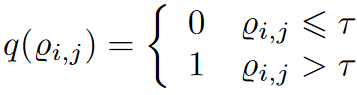 q(ϱ_{i,j}) = { 0   ϱ_{i,j} ⩽ τ
1   ϱ_{i,j} > τ